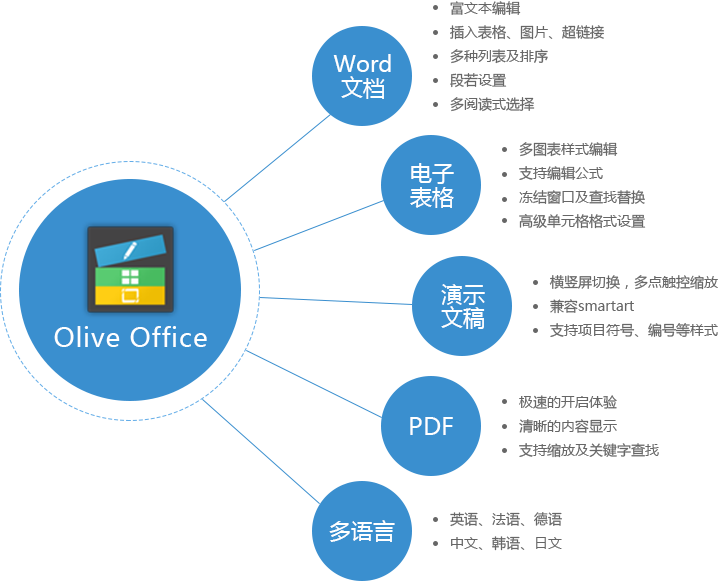 富文本编辑
插入表格、图片、超链接
多种列表及排序
段若设置
多阅读式选择
Word
文档
多图表样式编辑
支持编辑公式
冻结窗口及查找替换
高级单元格格式设置
电子
表格
Olive Office
横竖屏切换，多点触控缩放
兼容smartart
支持项目符号、编号等样式
演示
文稿
极速的开启体验
清晰的内容显示
支持缩放及关键字查找
PDF
英语、法语、德语
中文、韩语、日文
多语言